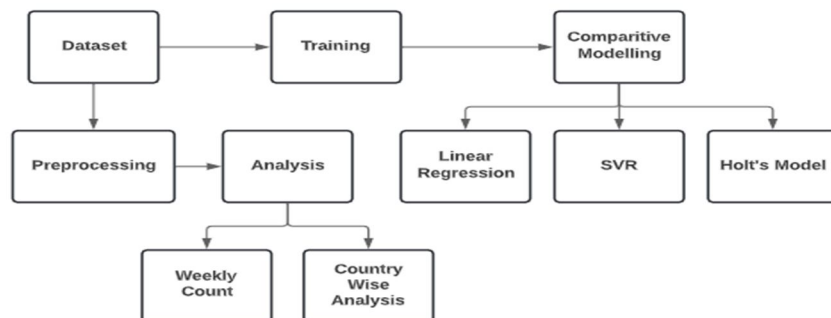 Dataset
Training
Comparitive
Modelling
Preprocessing
Analysis
Linear
Regression
SVR
Holt's Model
Weekly
Count
Country
Wise
Analysis